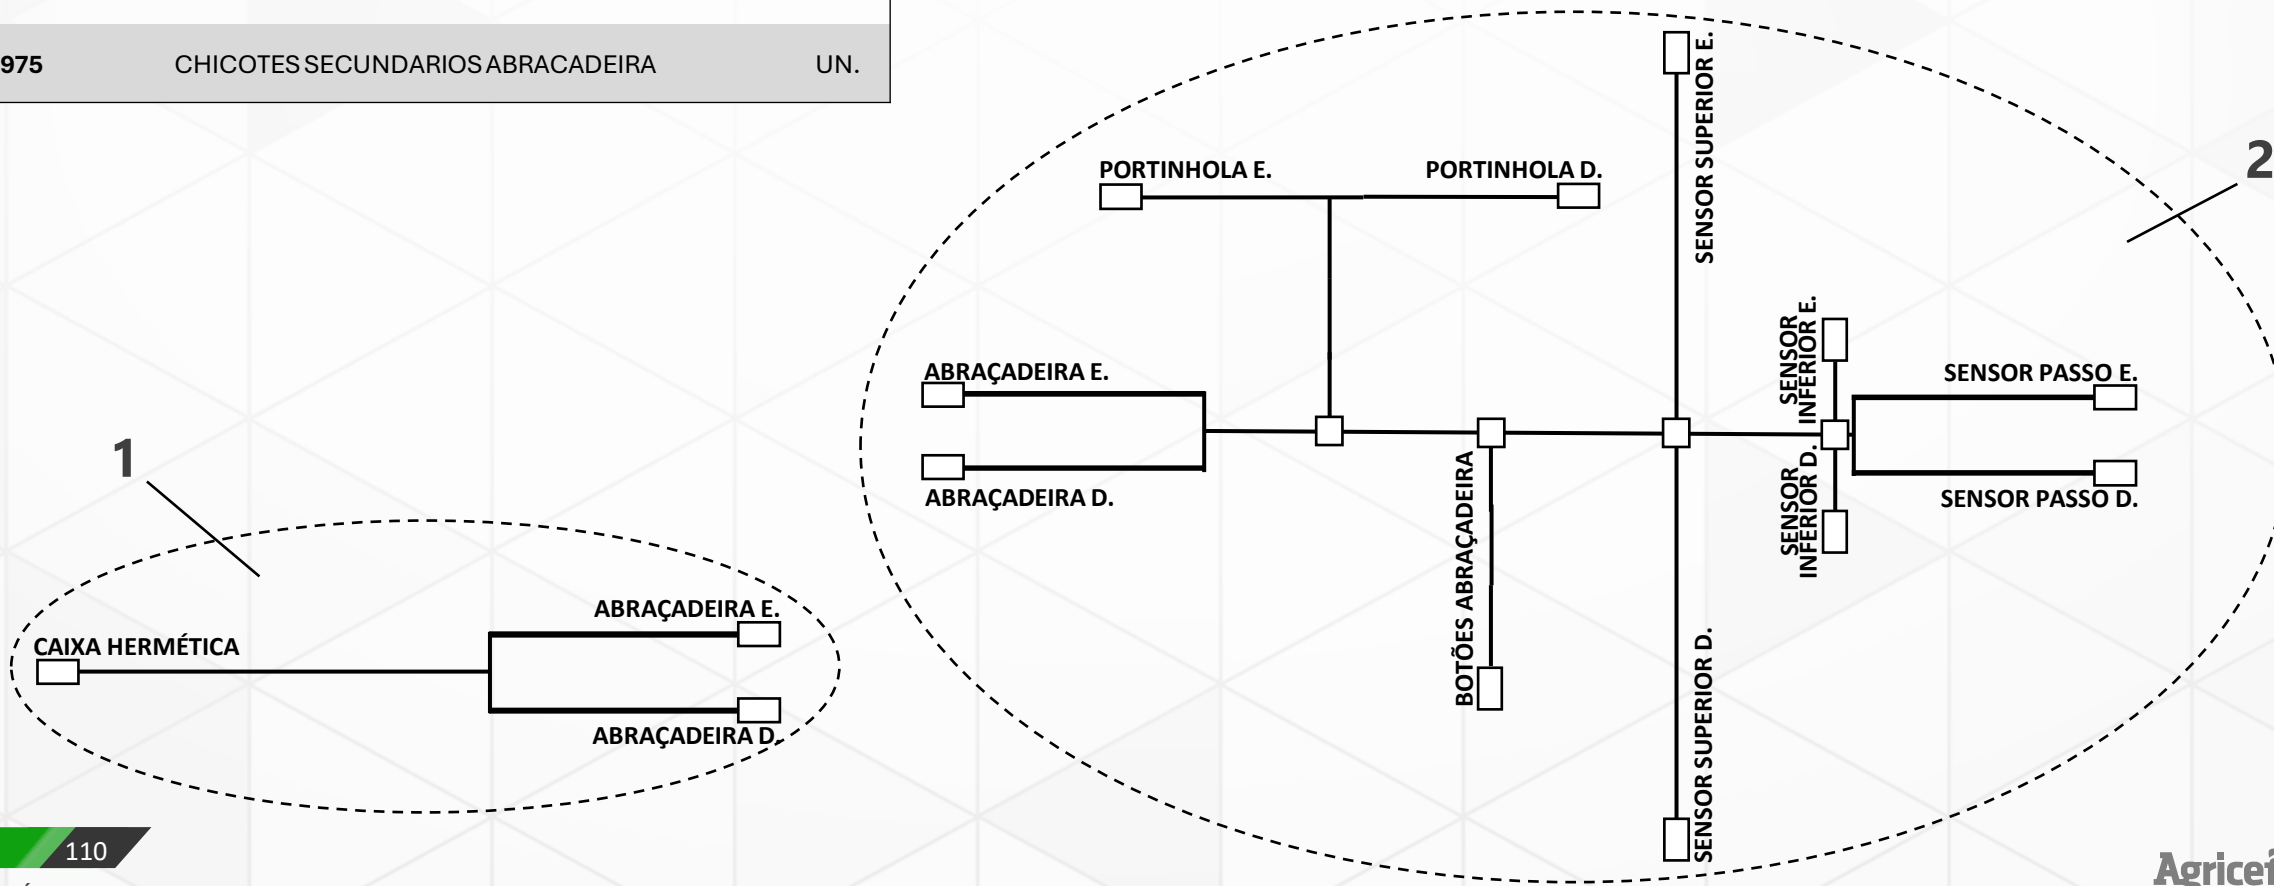 975 CHICOTES SECUNDARIOS ABRACADEIRA UN.
SENSOR SUPERIOR E.
2
PORTINHOLA E.
PORTINHOLA D.
SENSOR
INFERIOR E.
ABRAÇADEIRA E.
SENSOR PASSO E.
1
ABRAÇADEIRA D.
BOTÕES ABRAÇADEIRA
SENSOR
INFERIOR D.
SENSOR PASSO D.
ABRAÇADEIRA E.
CAIXA HERMÉTICA
ABRAÇADEIRA D.
SENSOR SUPERIOR D.
110